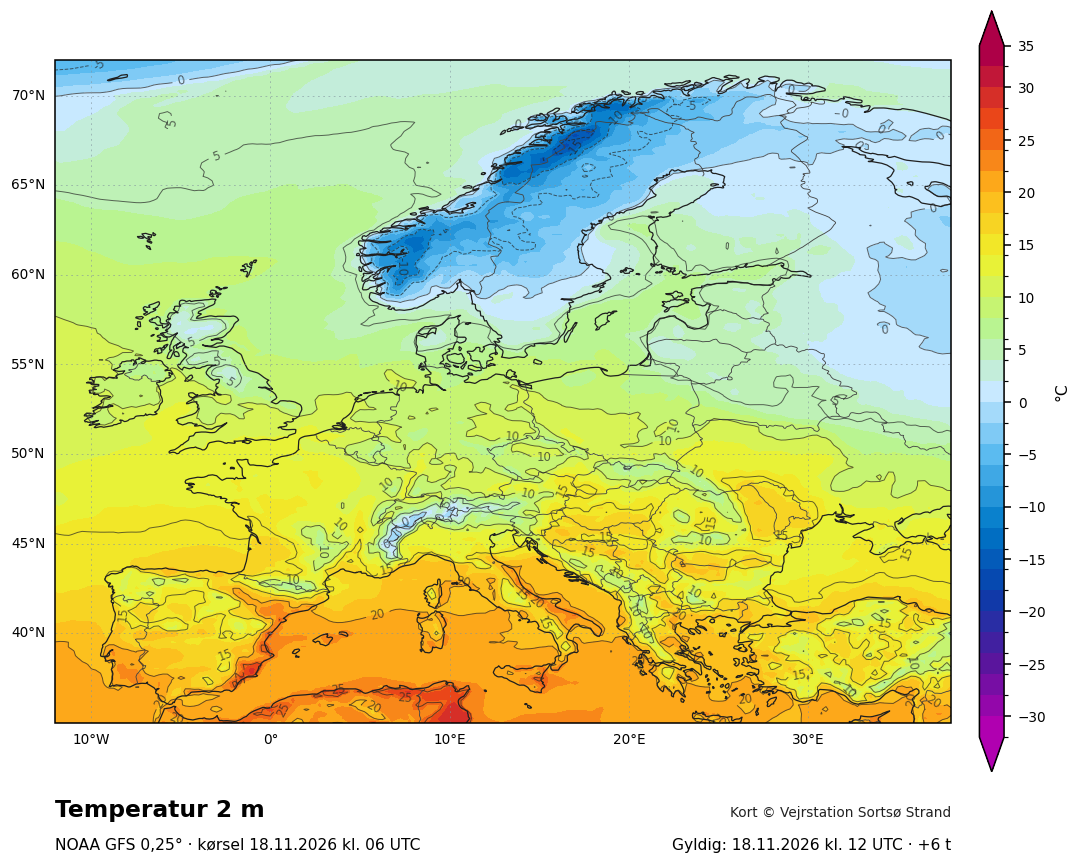 70°N
65°N
60°N
55°N
50°N
45°N
40°N
10°W
0°
10°E
20°E
30°E
35
30
25
20
15
10
5
0
−5
−10
−15
−20
−25
−30
°C
Temperatur 2 m
Kort © Vejrstation Sortsø Strand
NOAA GFS 0,25° · kørsel 18.11.2026 kl. 06 UTC
Gyldig: 18.11.2026 kl. 12 UTC · +6 t